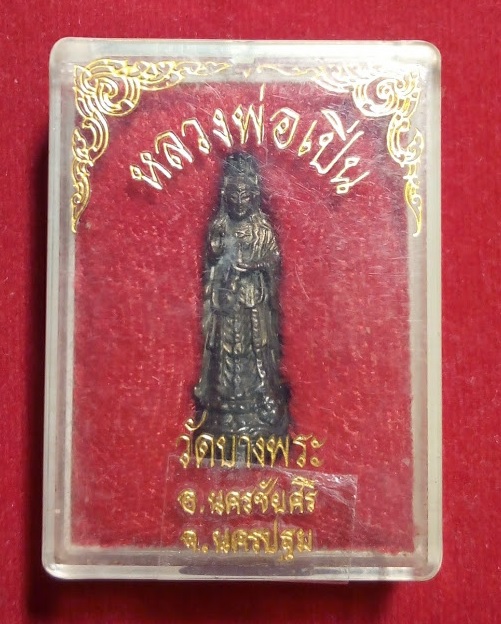 หลวงพ่อเปิ่น
วัดบางพระ
อ.นครชัยศรี
จ.นครปฐม